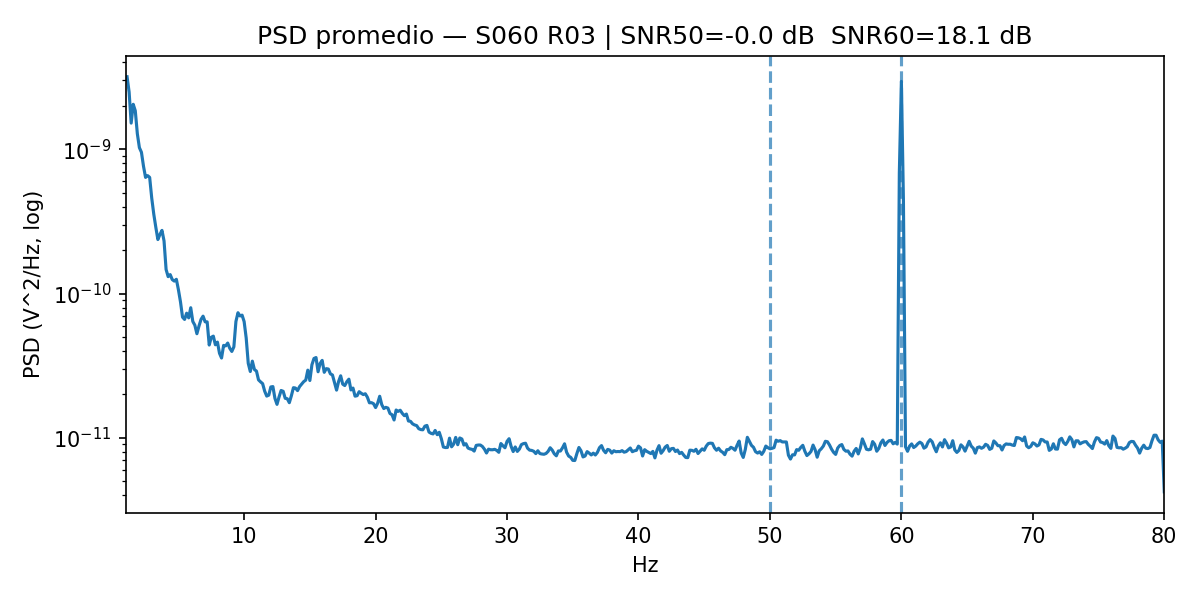 PSD promedio — S060 R03 | SNR50=-0.0 dB  SNR60=18.1 dB
PSD (V^2/Hz, log)
10⁻⁹
10⁻¹⁰
10⁻¹¹
10 20 30 40 50 60 70 80
Hz